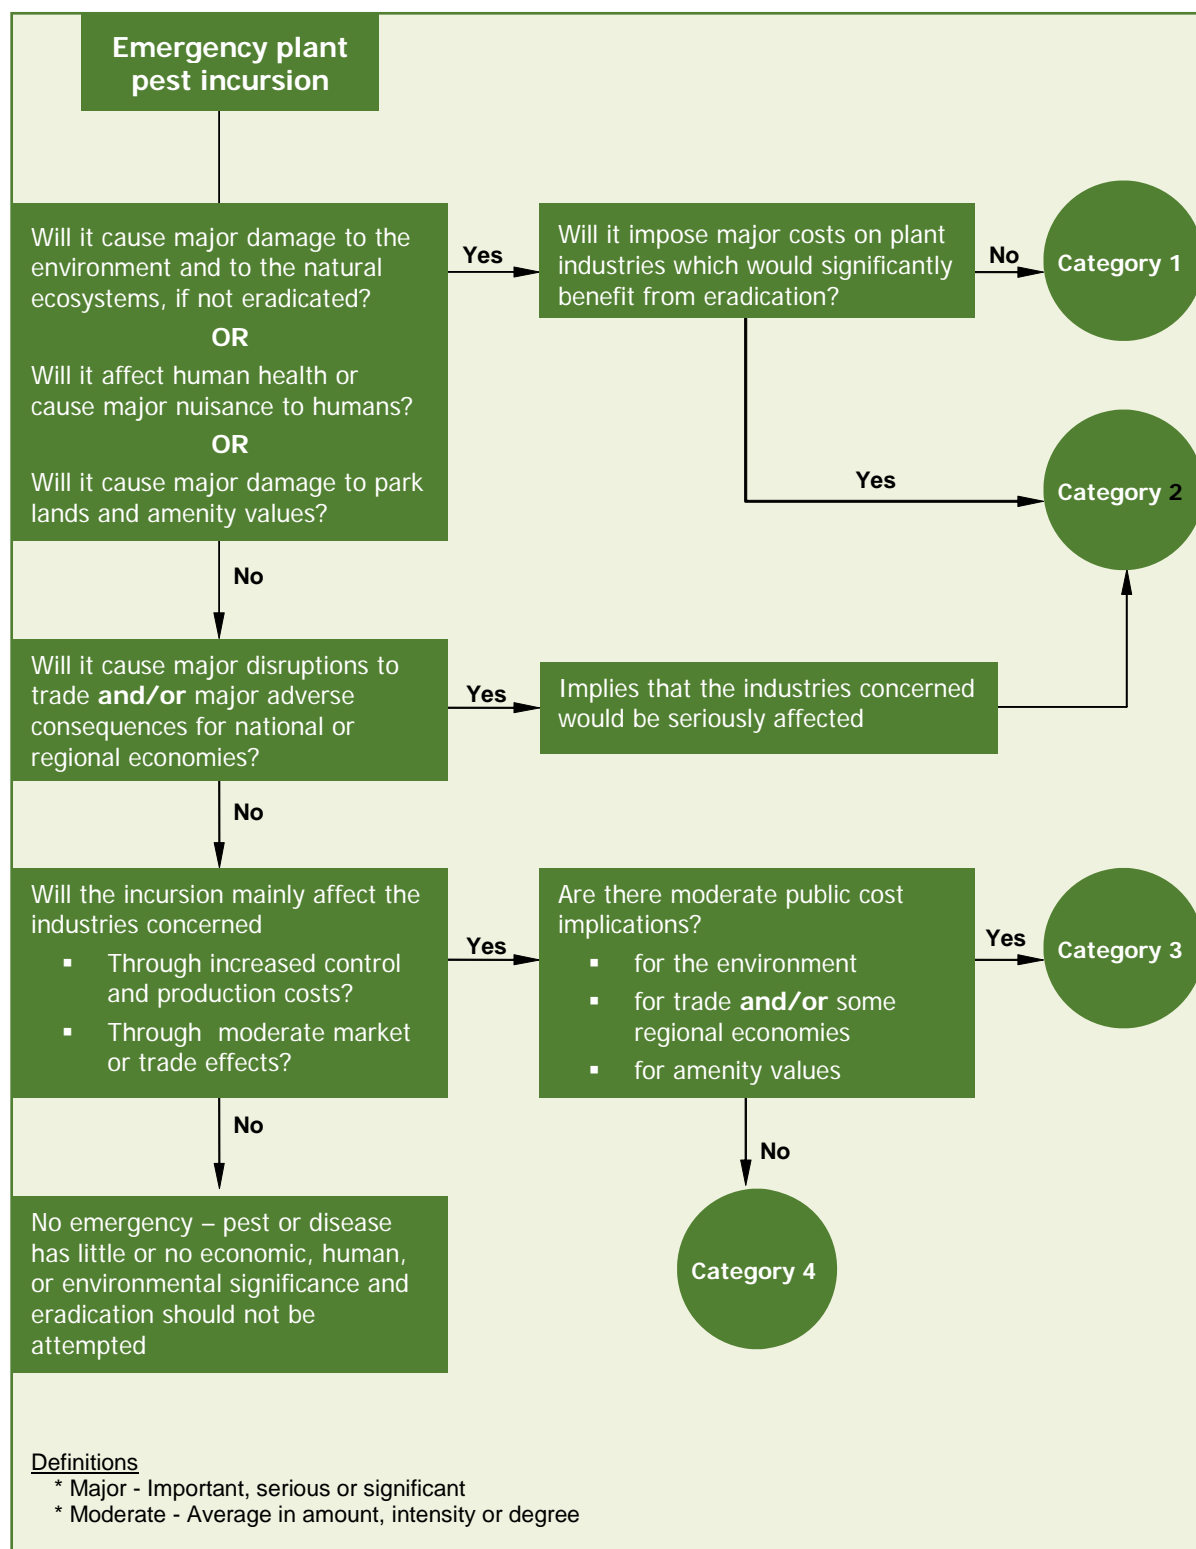 Emergency plant
pest incursion
Will it cause major damage to the
environment and to the natural
ecosystems, if not eradicated?
OR
Will it affect human health or
cause major nuisance to humans?
OR
Will it cause major damage to park
lands and amenity values?
Yes
Will it impose major costs on plant
industries which would significantly
benefit from eradication?
No
Category 1
Yes
Category 2
No
Will it cause major disruptions to
trade and/or major adverse
consequences for national or
regional economies?
Yes
Implies that the industries concerned
would be seriously affected
No
Will the incursion mainly affect the
industries concerned
▪ Through increased control
and production costs?
▪ Through  moderate market
or trade effects?
Yes
Are there moderate public cost
implications?
▪ for the environment
▪ for trade and/or some
regional economies
▪ for amenity values
Yes
Category 3
No
No
Category 4
No emergency – pest or disease
has little or no economic, human,
or environmental significance and
eradication should not be
attempted
Definitions
* Major - Important, serious or significant
* Moderate - Average in amount, intensity or degree